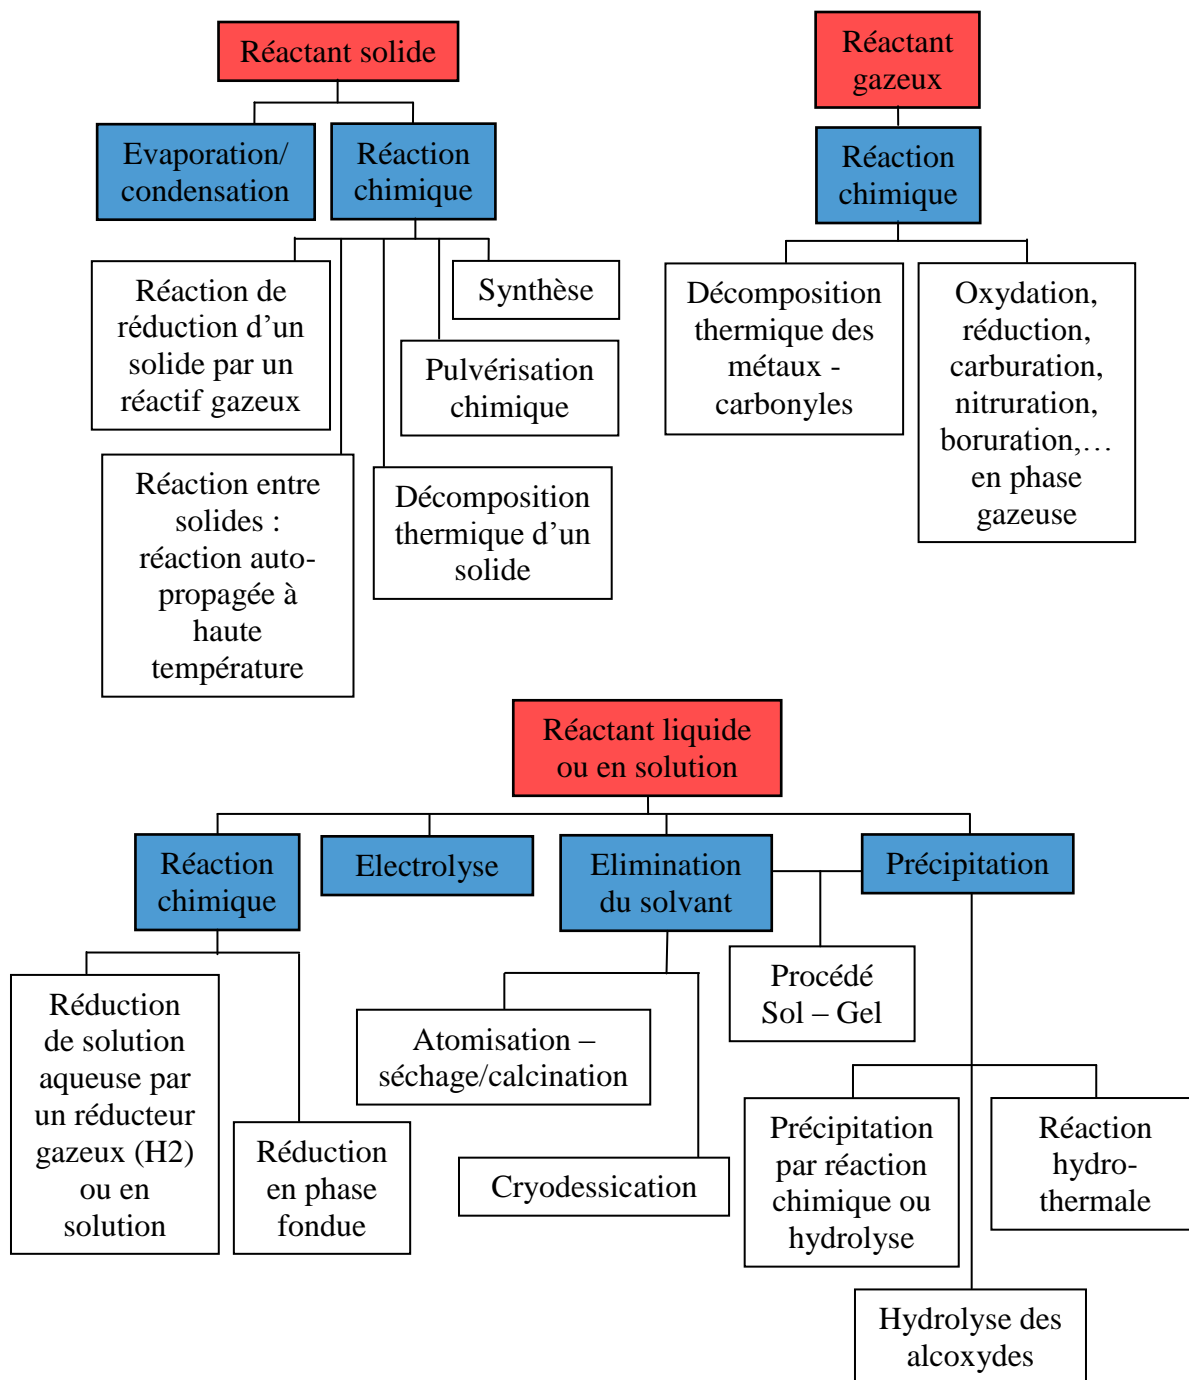 Réactant solide
Réactant
gazeux
Evaporation/
condensation
Réaction
chimique
Réaction
chimique
Réaction de
réduction d’un
solide par un
réactif gazeux
Synthèse
Pulvérisation
chimique
Réaction entre
solides :
réaction auto-
propagée à
haute
température
Décomposition
thermique d’un
solide
Décomposition
thermique des
métaux -
carbonyles
Oxydation,
réduction,
carburation,
nitruration,
boruration,…
en phase
gazeuse
Réactant liquide
ou en solution
Réaction
chimique
Electrolyse
Elimination
du solvant
Précipitation
Réduction
de solution
aqueuse par
un réducteur
gazeux (H2)
ou en
solution
Réduction
en phase
fondue
Atomisation –
séchage/calcination
Cryodessication
Procédé
Sol – Gel
Précipitation
par réaction
chimique ou
hydrolyse
Réaction
hydro-
thermale
Hydrolyse des
alcoxydes